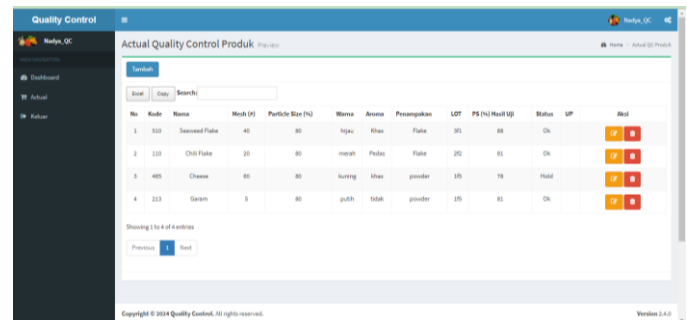 Quality Control
Nadya_QC
Nadya_QC
Actual Quality Control Produk Preview
Home > Actual QC Produk
MAIN NAVIGATION
Dashboard
Actual
Keluar
Tambah
Excel Copy Search:
No Kode Nama Mesh (#) Particle Size (%) Warna Aroma Penampakan LOT PS (%) Hasil Uji Status UP Aksi
1 310 Seaweed Flake 40 80 hijau Khas Flake 3f1 88 Ok
2 110 Chili Flake 20 80 merah Pedas Flake 2f2 81 Ok
3 465 Cheese 60 80 kuning khas powder 1f5 78 Hold
4 213 Garam 5 80 putih tidak powder 1f5 81 Ok
Showing 1 to 4 of 4 entries
Previous 1 Next
Copyright © 2024 Quality Control. All rights reserved.
Version 2.4.0